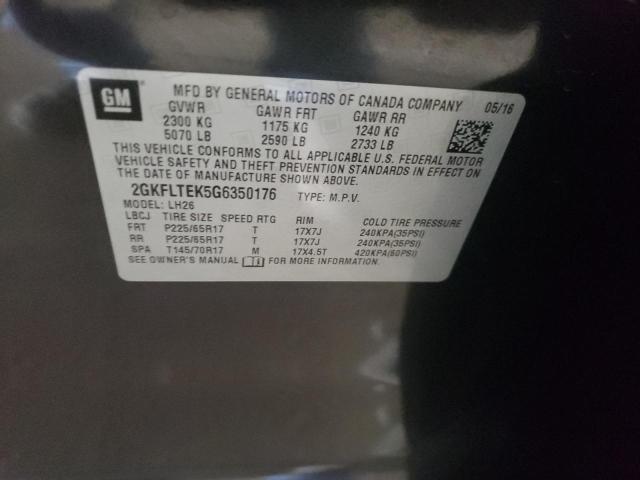 GM
MFD BY GENERAL MOTORS OF CANADA COMPANY 05/16
GVWR GAWR FRT GAWR RR
2300 KG 1175 KG 1240 KG
5070 LB 2590 LB 2733 LB
THIS VEHICLE CONFORMS TO ALL APPLICABLE U.S. FEDERAL MOTOR
VEHICLE SAFETY AND THEFT PREVENTION STANDARDS IN EFFECT ON
THE DATE OF MANUFACTURE SHOWN ABOVE.
2GKFLTEK5G6350176 TYPE: M.P.V.
MODEL: LH26
LBCJ TIRE SIZE SPEED RTG RIM COLD TIRE PRESSURE
FRT P225/65R17 T 17X7J 240KPA(35PSI)
RR P225/65R17 T 17X7J 240KPA(35PSI)
SPA T145/70R17 M 17X4.5T 420KPA(60PSI)
SEE OWNER'S MANUAL FOR MORE INFORMATION.